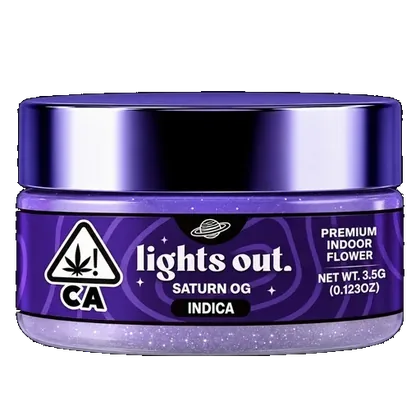 lights out.
SATURN OG
INDICA
PREMIUM
INDOOR
FLOWER
NET WT. 3.5G
(0.123OZ)
!
CA